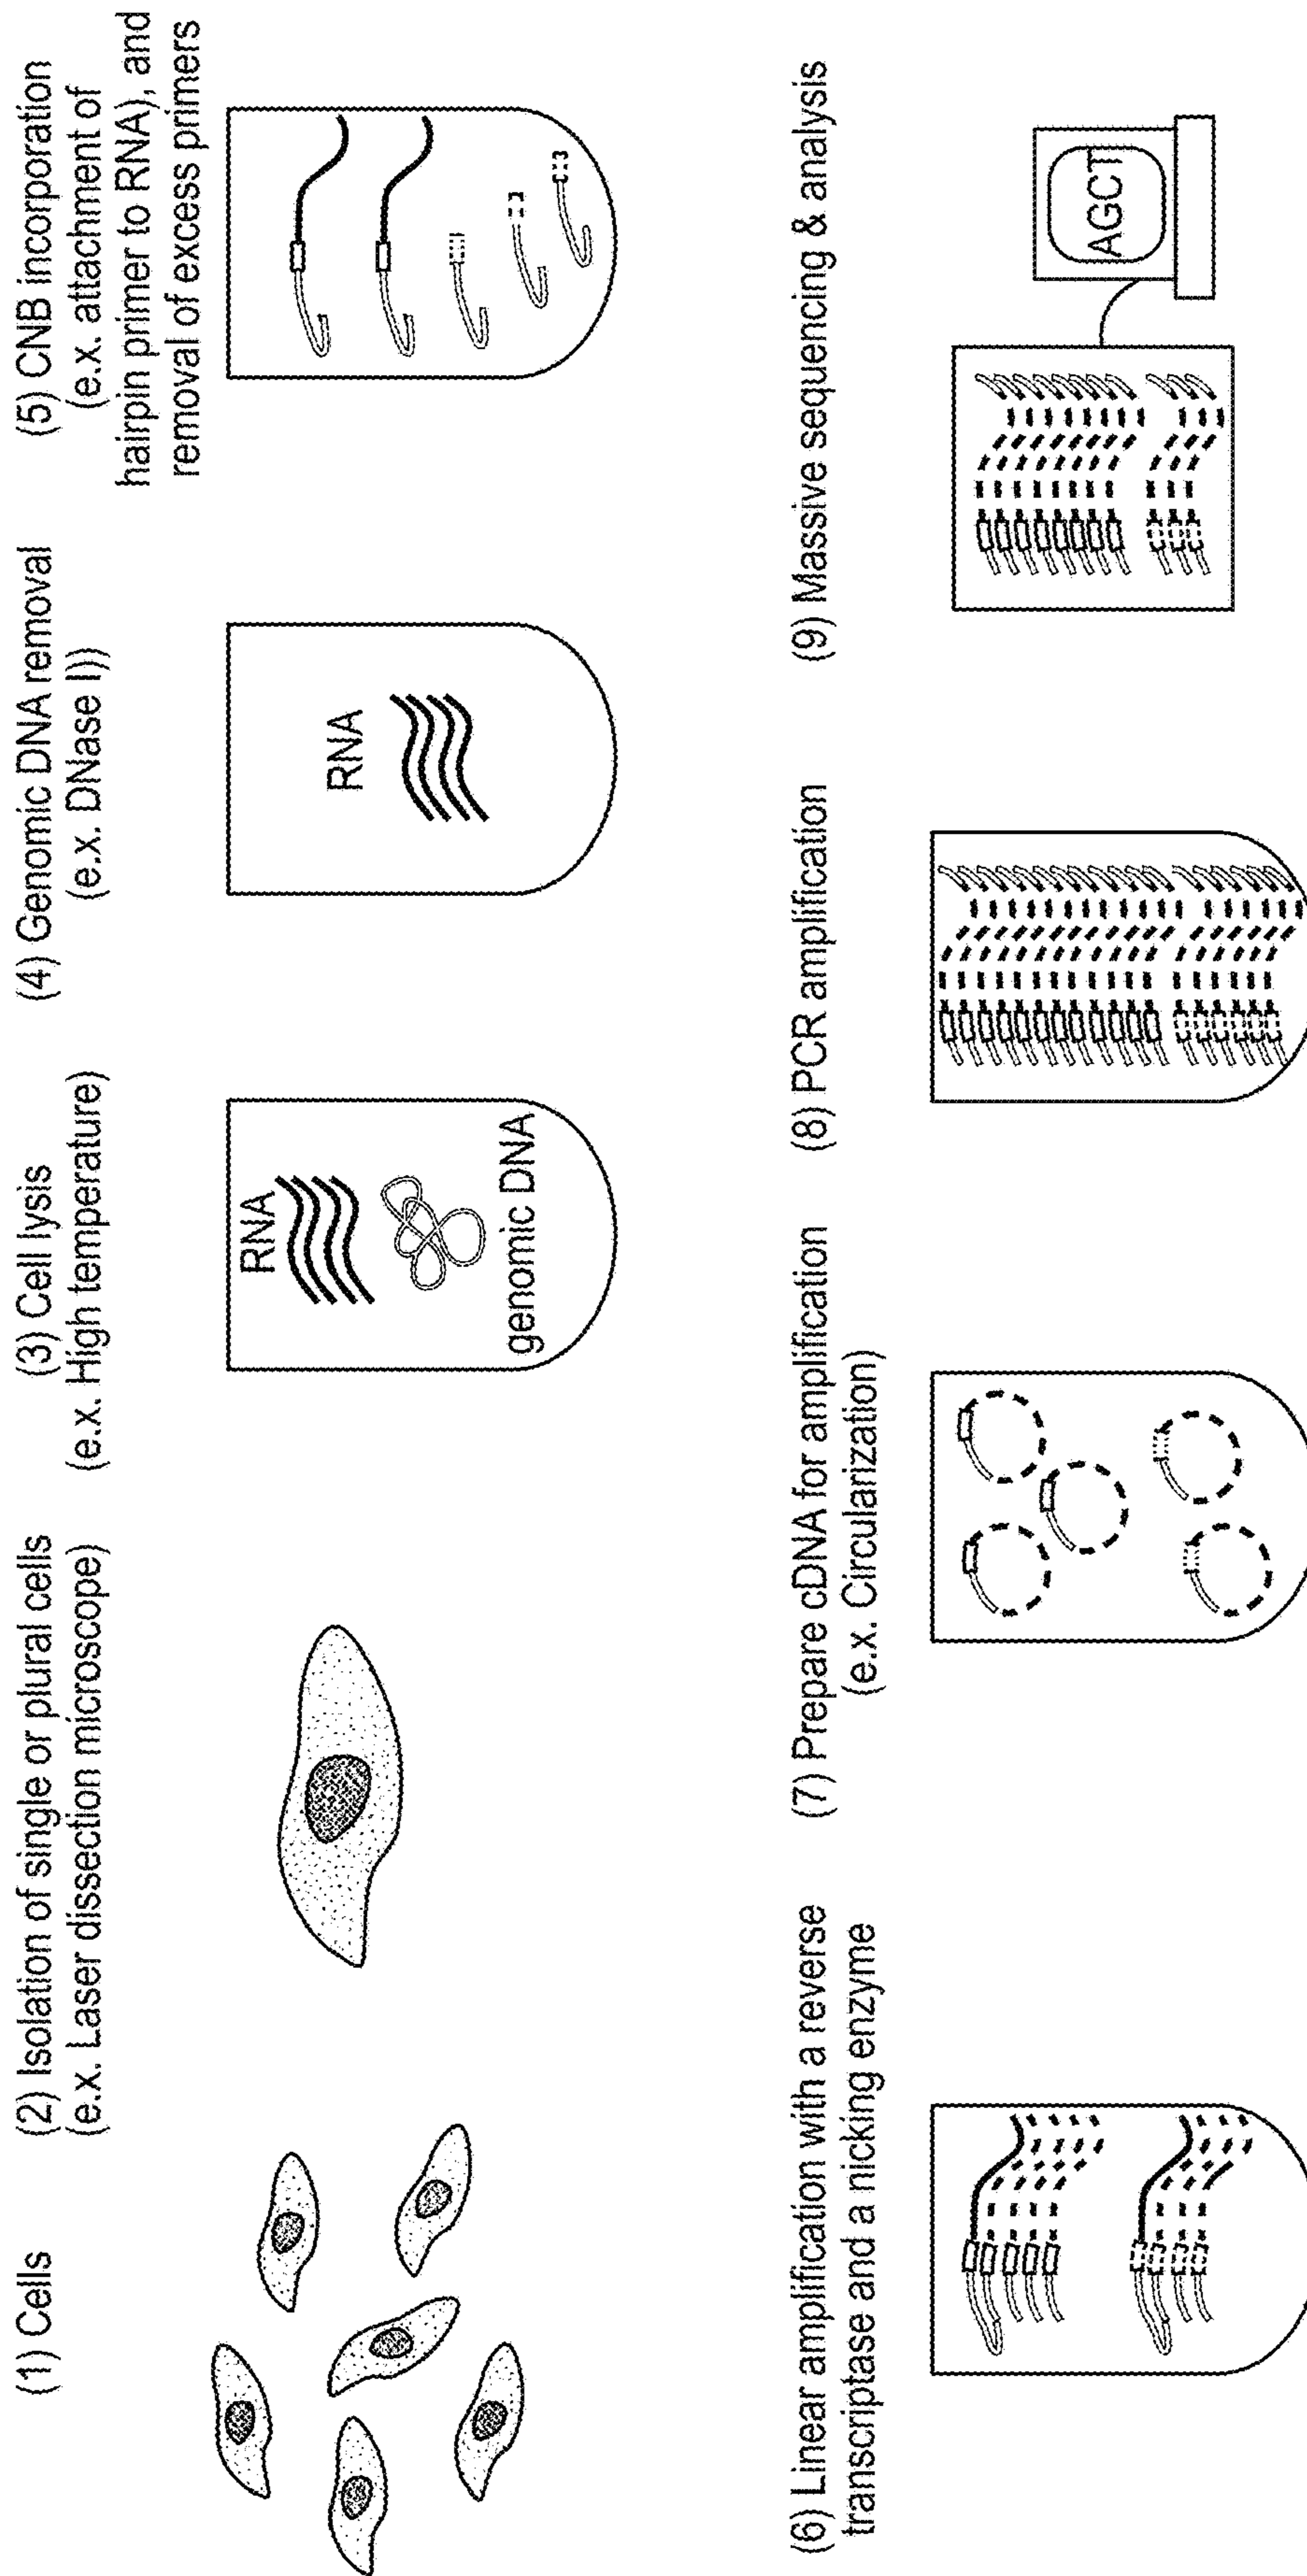 (1) Cells
(2) Isolation of single or plural cells
(e.x. Laser dissection microscope)
(3) Cell lysis
(e.x. High temperature)
RNA
genomic DNA
(4) Genomic DNA removal
(e.x. DNase I))
RNA
(5) CNB incorporation
(e.x. attachment of
hairpin primer to RNA), and
removal of excess primers
(6) Linear amplification with a reverse
transcriptase and a nicking enzyme
(7) Prepare cDNA for amplification
(e.x. Circularization)
(8) PCR amplification
(9) Massive sequencing & analysis
AGCT